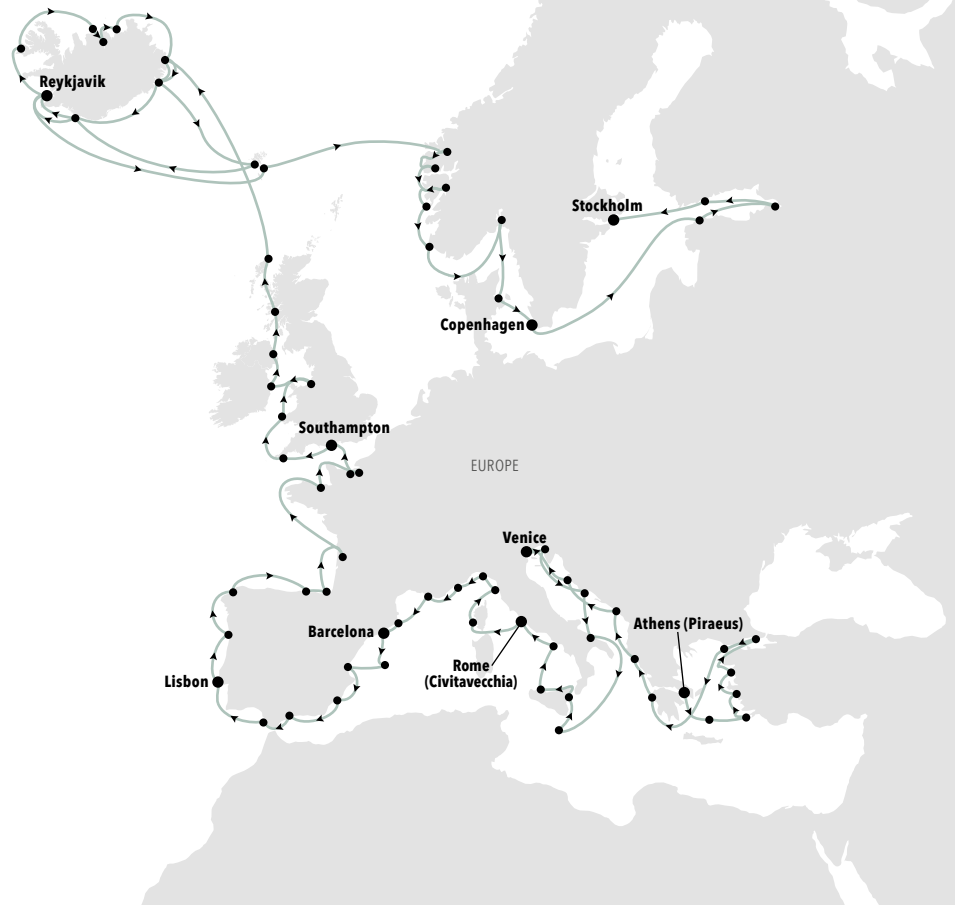 Reykjavik
Stockholm
Copenhagen
Southampton
EUROPE
Venice
Athens (Piraeus)
Barcelona
Rome
(Civitavecchia)
Lisbon